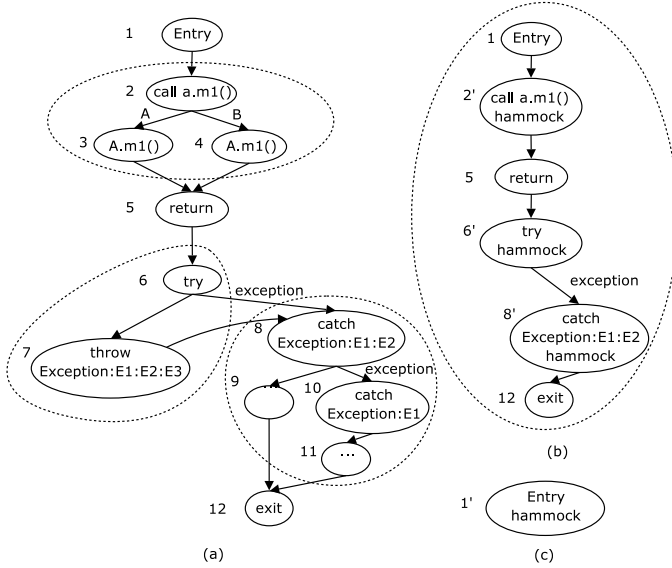 1 Entry
2 call a.m1()
A B
3 A.m1() 4 A.m1()
5 return
6 try
exception
7 throw
Exception:E1:E2:E3
8 catch
Exception:E1:E2
exception
9 ...
10 catch
Exception:E1
11 ...
12 exit
(a)
1 Entry
2' call a.m1()
hammock
5 return
6' try
hammock
exception
8' catch
Exception:E1:E2
hammock
12 exit
(b)
1' Entry
hammock
(c)